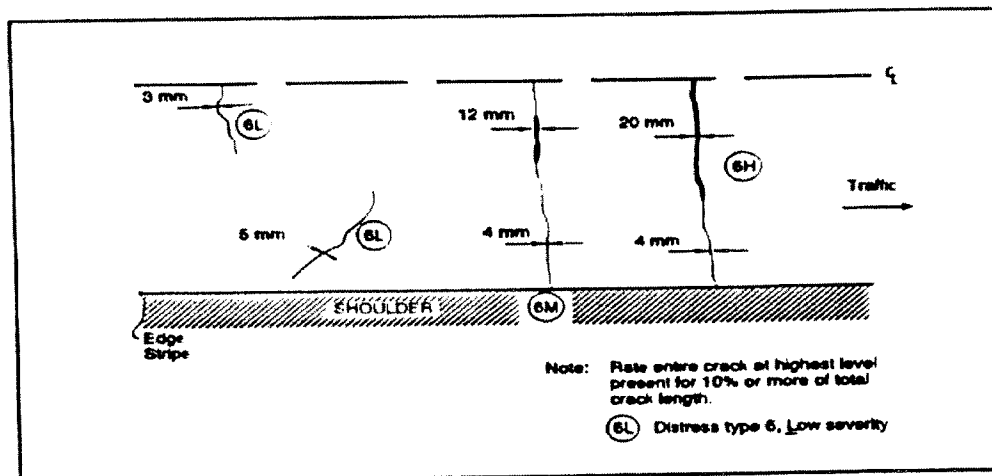 ℄
3 mm
6L
12 mm
20 mm
6H
Traffic
5 mm
6L
4 mm
4 mm
SHOULDER
6M
Edge
Stripe
Note: Rate entire crack at highest level
present for 10% or more of total
crack length.
6L Distress type 6, Low severity